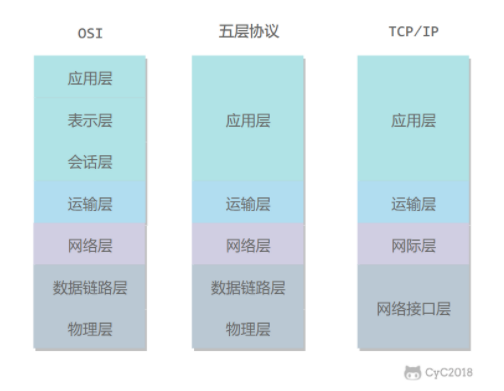 OSI
应用层
表示层
会话层
运输层
网络层
数据链路层
物理层
五层协议
应用层
运输层
网络层
数据链路层
物理层
TCP/IP
应用层
运输层
网际层
网络接口层
CyC2018